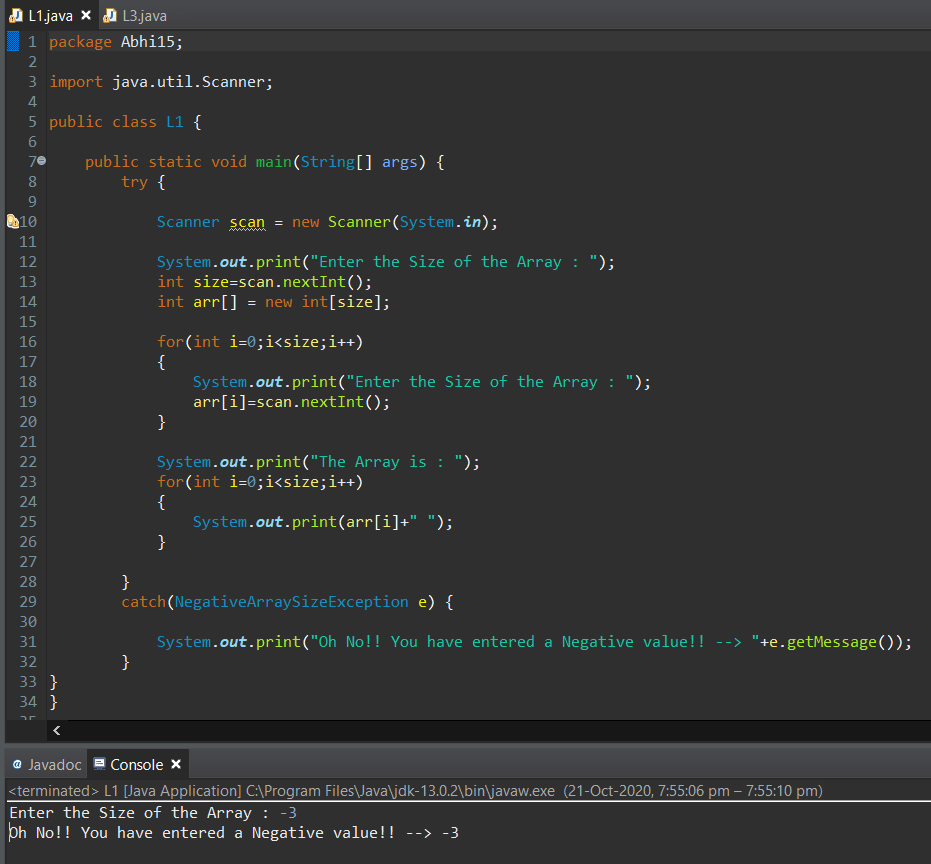 L1.java L3.java
1 package Abhi15;
2
3 import java.util.Scanner;
4
5 public class L1 {
6
7 public static void main(String[] args) {
8 try {
9
10 Scanner scan = new Scanner(System.in);
11
12 System.out.print("Enter the Size of the Array : ");
13 int size=scan.nextInt();
14 int arr[] = new int[size];
15
16 for(int i=0;i<size;i++)
17 {
18 System.out.print("Enter the Size of the Array : ");
19 arr[i]=scan.nextInt();
20 }
21
22 System.out.print("The Array is : ");
23 for(int i=0;i<size;i++)
24 {
25 System.out.print(arr[i]+" ");
26 }
27
28 }
29 catch(NegativeArraySizeException e) {
30
31 System.out.print("Oh No!! You have entered a Negative value!! --> "+e.getMessage());
32 }
33 }
34 }
35
@ Javadoc Console
<terminated> L1 [Java Application] C:\Program Files\Java\jdk-13.0.2\bin\javaw.exe (21-Oct-2020, 7:55:06 pm – 7:55:10 pm)
Enter the Size of the Array : -3
Oh No!! You have entered a Negative value!! --> -3